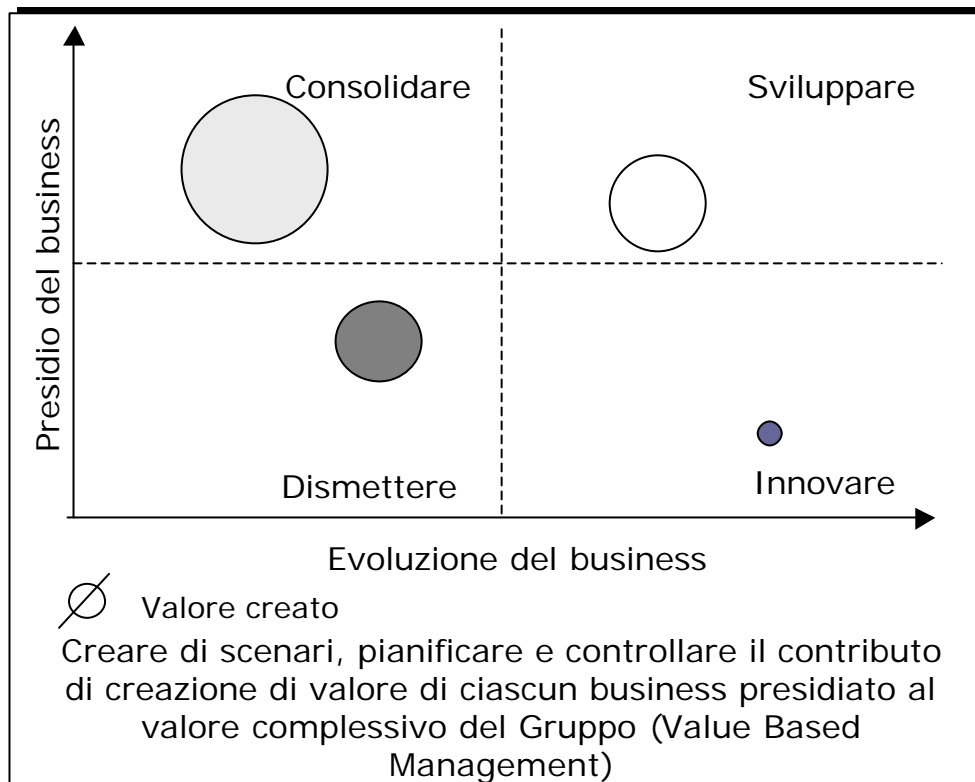 Consolidare
Sviluppare
Presidio del business
Dismettere
Innovare
Evoluzione del business
Valore creato
Creare di scenari, pianificare e controllare il contributo
di creazione di valore di ciascun business presidiato al
valore complessivo del Gruppo (Value Based
Management)